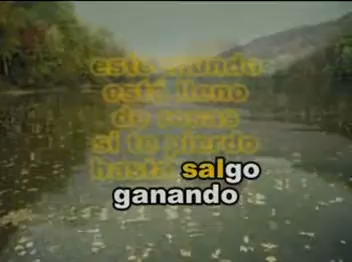 este mundo
está lleno
de cosas
si te pierdo
hasta salgo
ganando